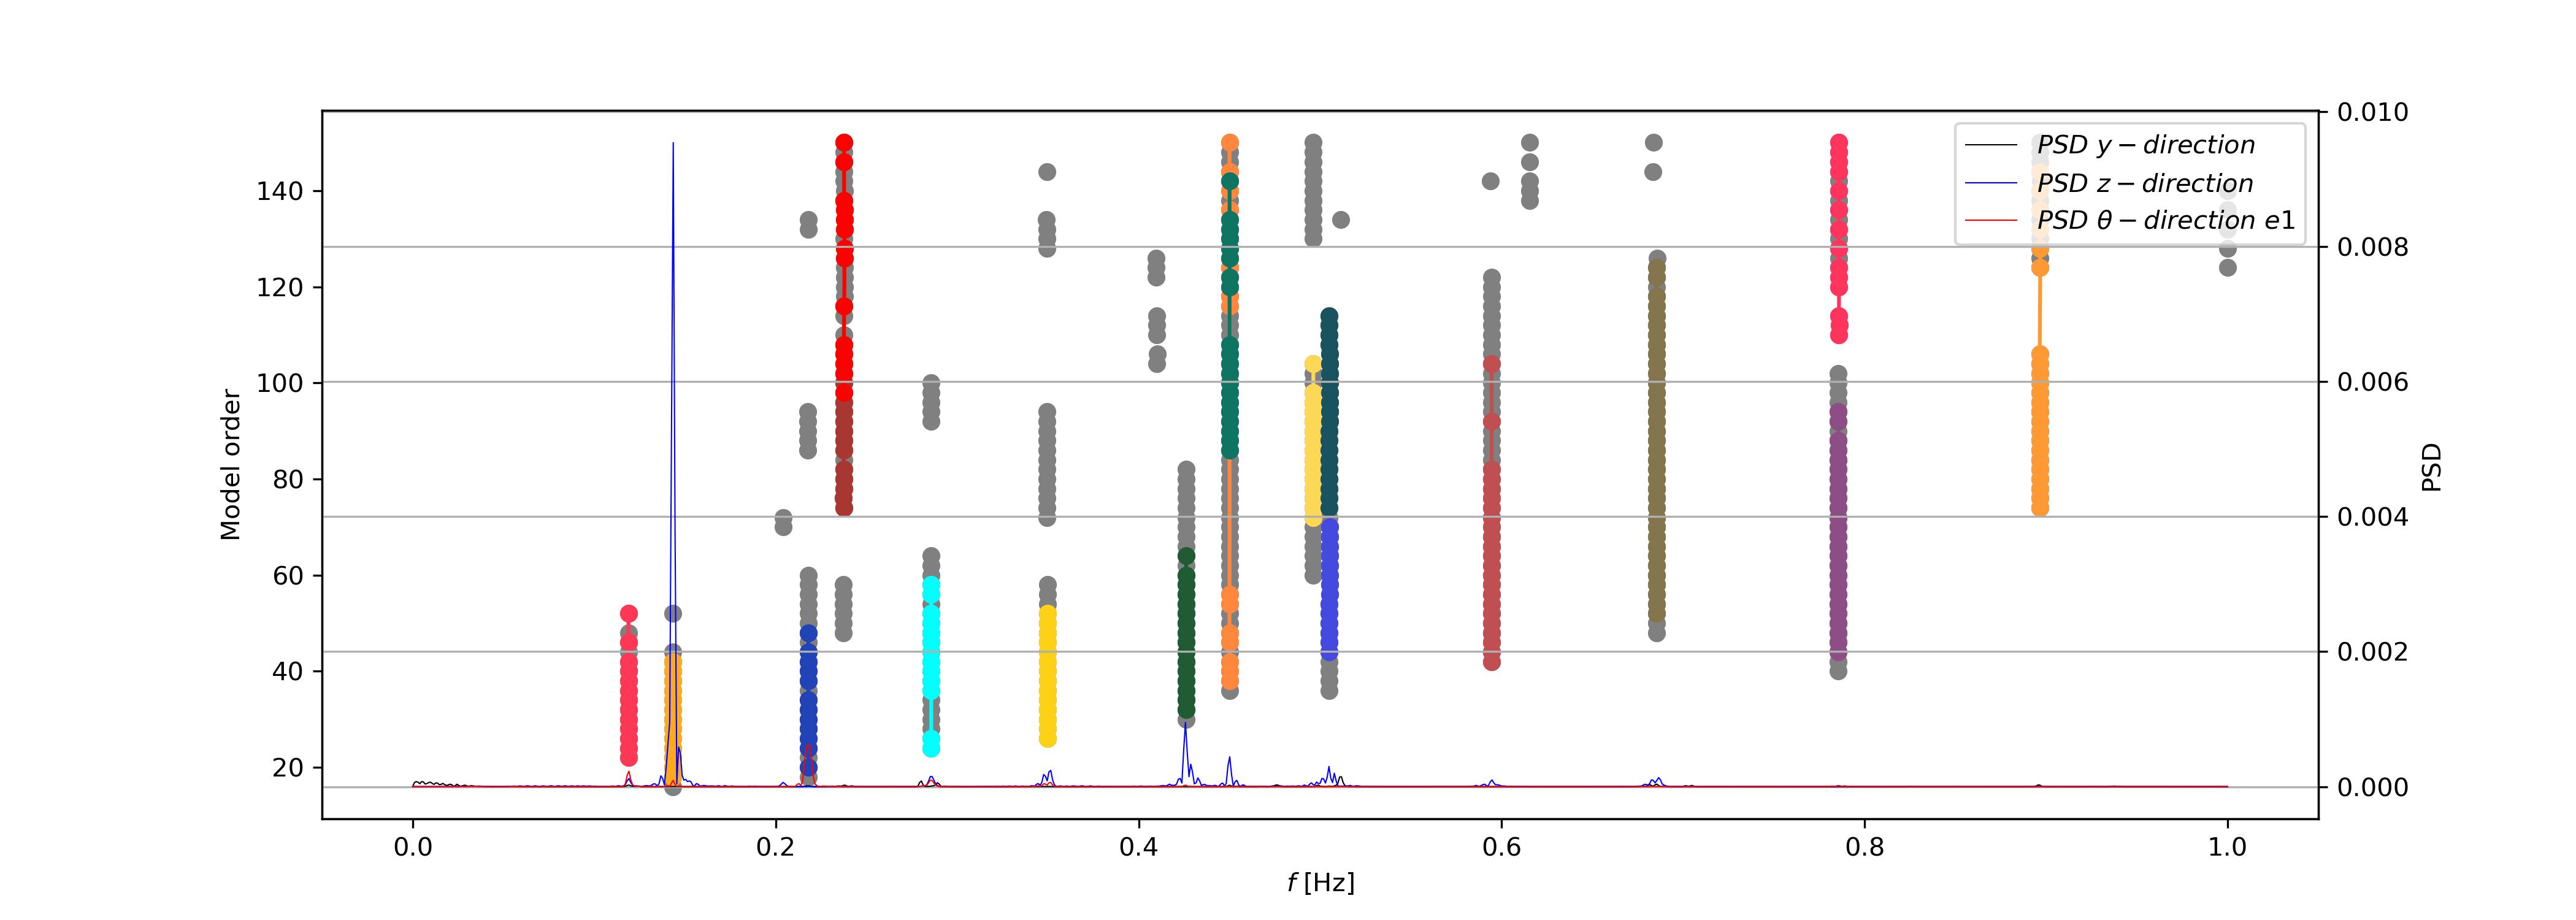 0.010
PSD y − direction
PSD z − direction
PSD θ − direction e1
140
0.008
120
100
0.006
Model order
80
PSD
0.004
60
40
0.002
20
0.000
0.0 0.2 0.4 0.6 0.8 1.0
f [Hz]